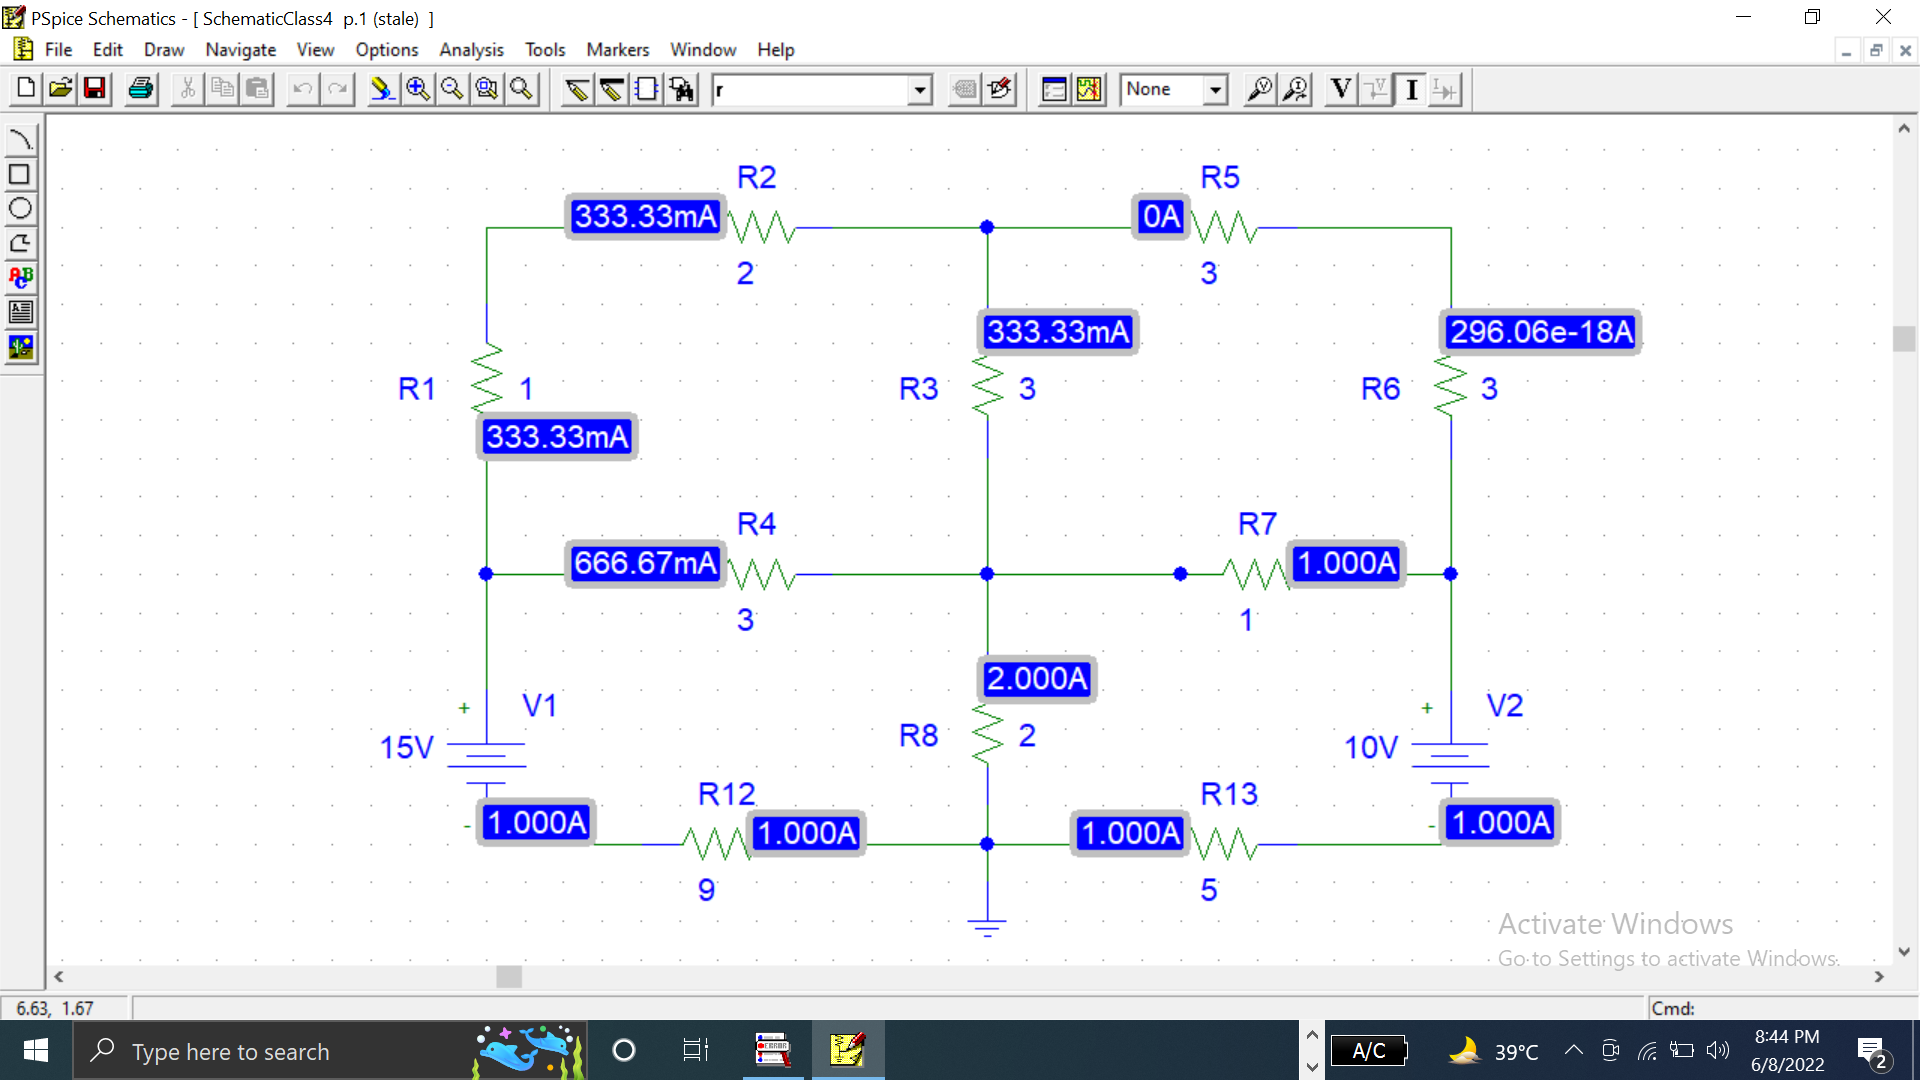 PSpice Schematics - [ SchematicClass4 p.1 (stale) ]
File Edit Draw Navigate View Options Analysis Tools Markers Window Help
r None V V I I
ABC
A
R2 R5
333.33mA 0A
2 3
333.33mA 296.06e-18A
R1 1 R3 3 R6 3
333.33mA
R4 R7
666.67mA 1.000A
3 1
2.000A
+ V1 + V2
15V R8 2 10V
R12 R13
- 1.000A 1.000A 1.000A - 1.000A
9 5
Activate Windows
Go to Settings to activate Windows.
6.63, 1.67 Cmd:
Type here to search ERROR A/C 39°C 8:44 PM
6/8/2022 2